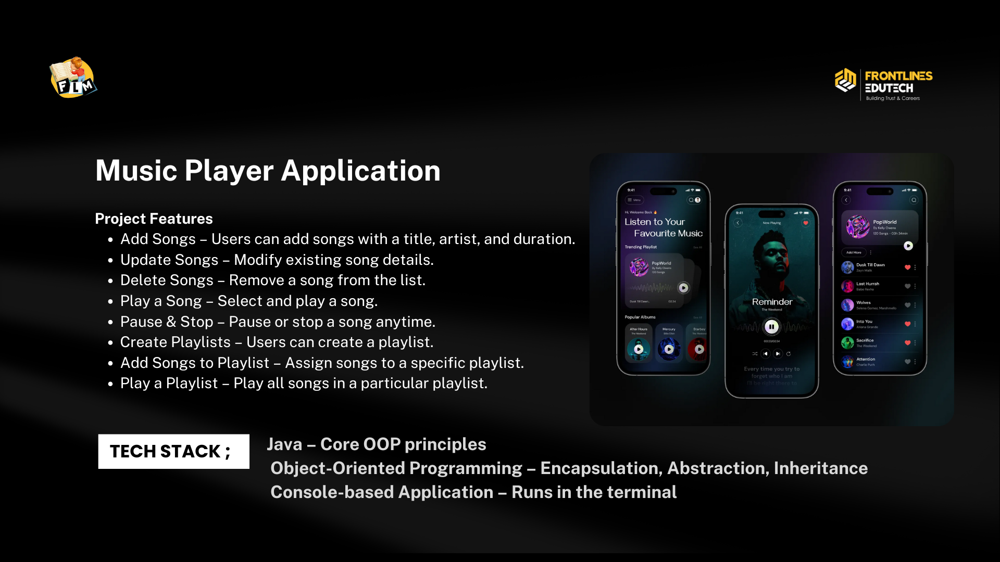 FLM
FRONTLINES
EDUTECH
Building Trust & Careers
Music Player Application
Project Features
• Add Songs – Users can add songs with a title, artist, and duration.
• Update Songs – Modify existing song details.
• Delete Songs – Remove a song from the list.
• Play a Song – Select and play a song.
• Pause & Stop – Pause or stop a song anytime.
• Create Playlists – Users can create a playlist.
• Add Songs to Playlist – Assign songs to a specific playlist.
• Play a Playlist – Play all songs in a particular playlist.
9:41
Menu
Hi, Welcome Back
Listen to Your
Favourite Music
Trending Playlist See All
PopWorld
By Kelly Owens
120 Songs
Dusk Till Dawn.. 02:34
Popular Albums See All
After Hours
The Weekend
Mercury
Billie Eilish
Starboy
The Weekend
9:41
Now Playing
Reminder
The Weekend
00:23/02:34
Every time you try to
forget who I am
I'll be right there to
9:41
PopWorld
By Kelly Owens
120 Songs - 03h 34min
Add More
Dusk Till Dawn
Zayn Malik
Last Hurrah
Bebe Rexha
Wolves
Selena Gomez, Marshmello
Into You
Ariana Grande
Sacrifice
The Weekend
Attention
Charlie Puth
TECH STACK ;
Java – Core OOP principles
Object-Oriented Programming – Encapsulation, Abstraction, Inheritance
Console-based Application – Runs in the terminal